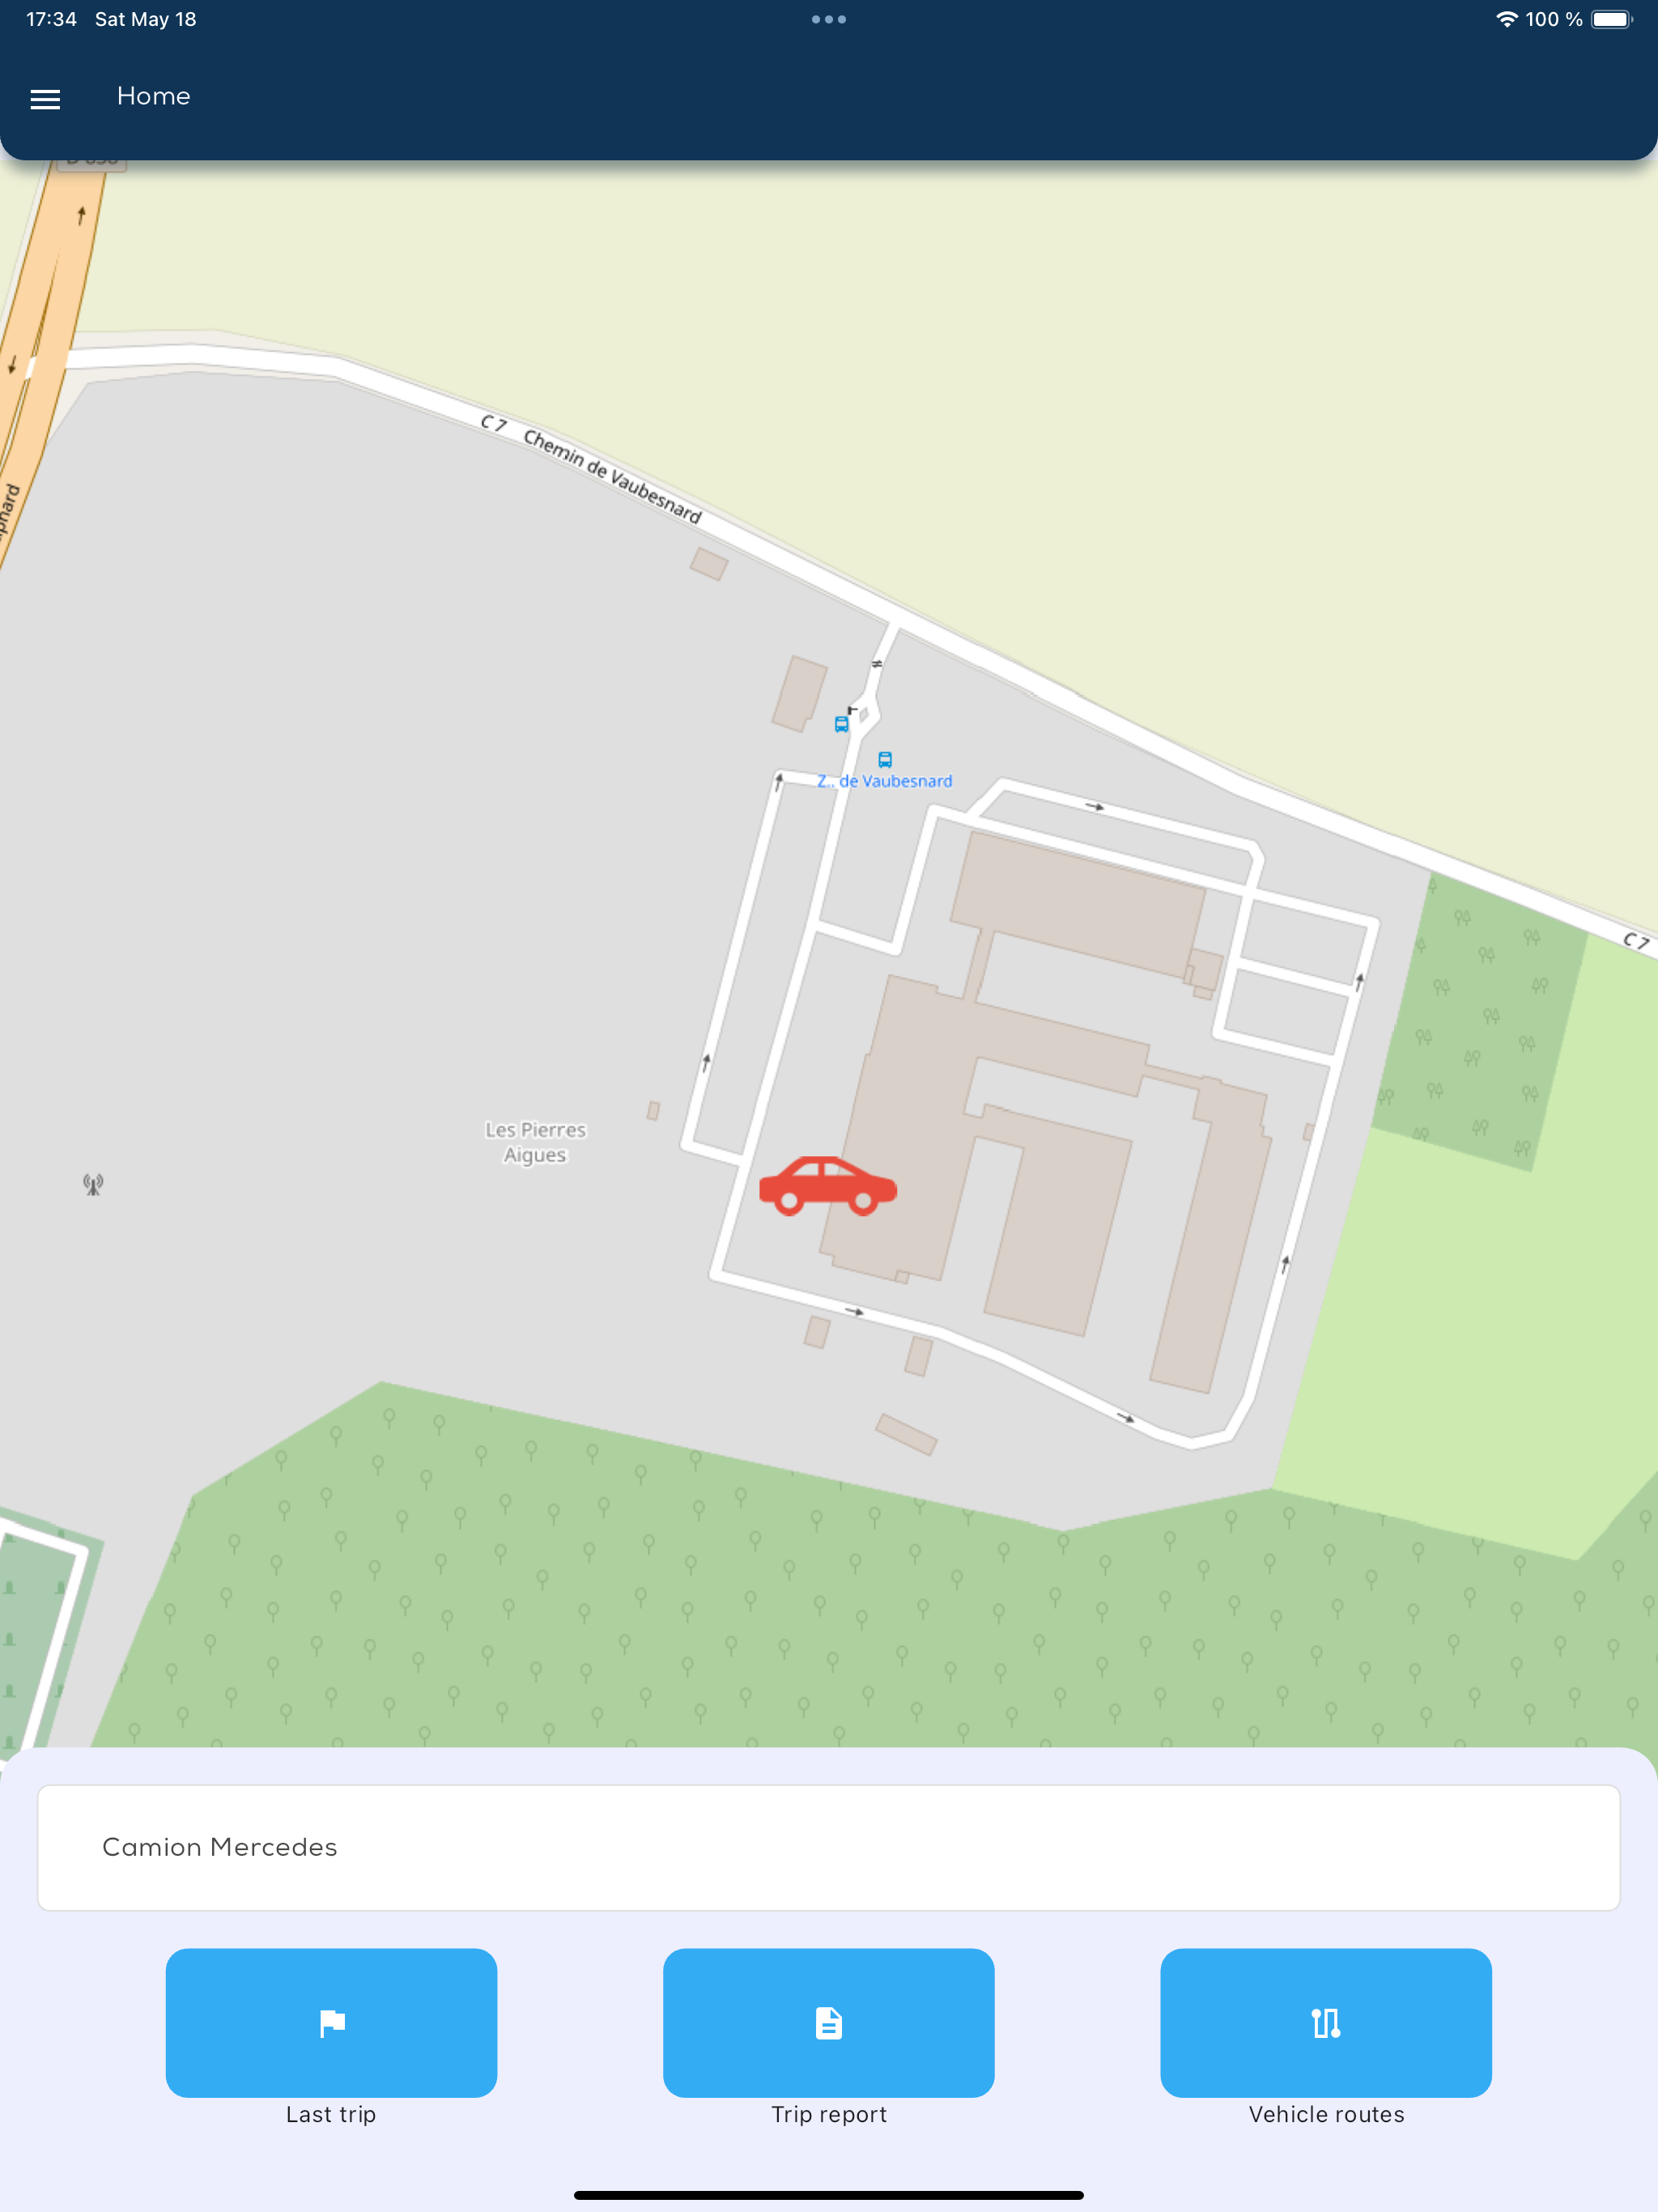 17:34 Sat May 18
100 %
Home
C 7 Chemin de Vaubesnard
Z.. de Vaubesnard
C 7
Les Pierres
Aigues
Camion Mercedes
Last trip
Trip report
Vehicle routes